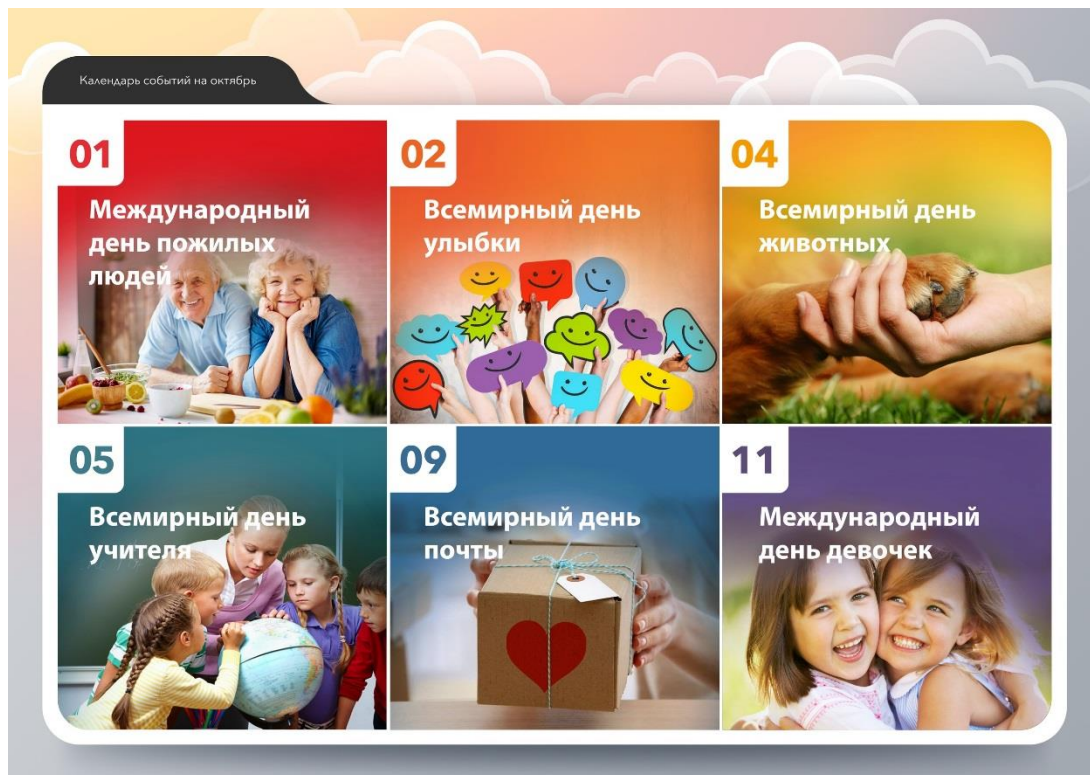 Календарь событий на октябрь
01
Международный
день пожилых
людей
02
Всемирный день
улыбки
04
Всемирный день
животных
05
Всемирный день
учителя
09
Всемирный день
почты
11
Международный
день девочек